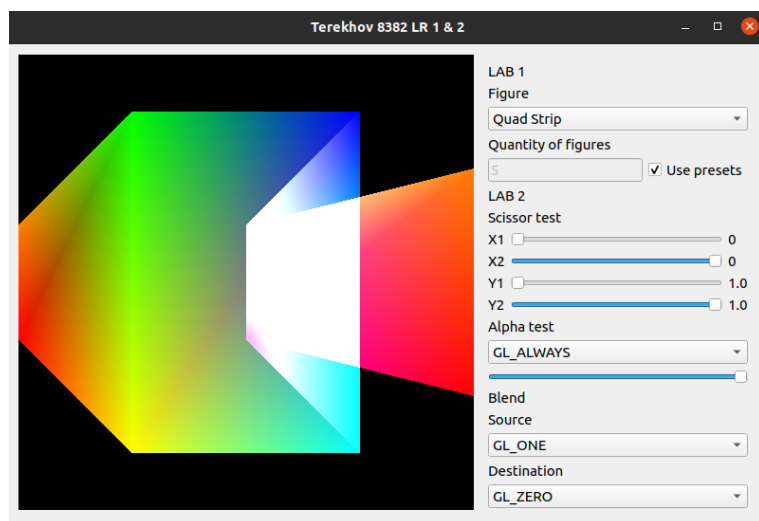 Terekhov 8382 LR 1 & 2
LAB 1
Figure
Quad Strip
Quantity of figures
5 Use presets
LAB 2
Scissor test
X1 0
X2 0
Y1 1.0
Y2 1.0
Alpha test
GL_ALWAYS
Blend
Source
GL_ONE
Destination
GL_ZERO